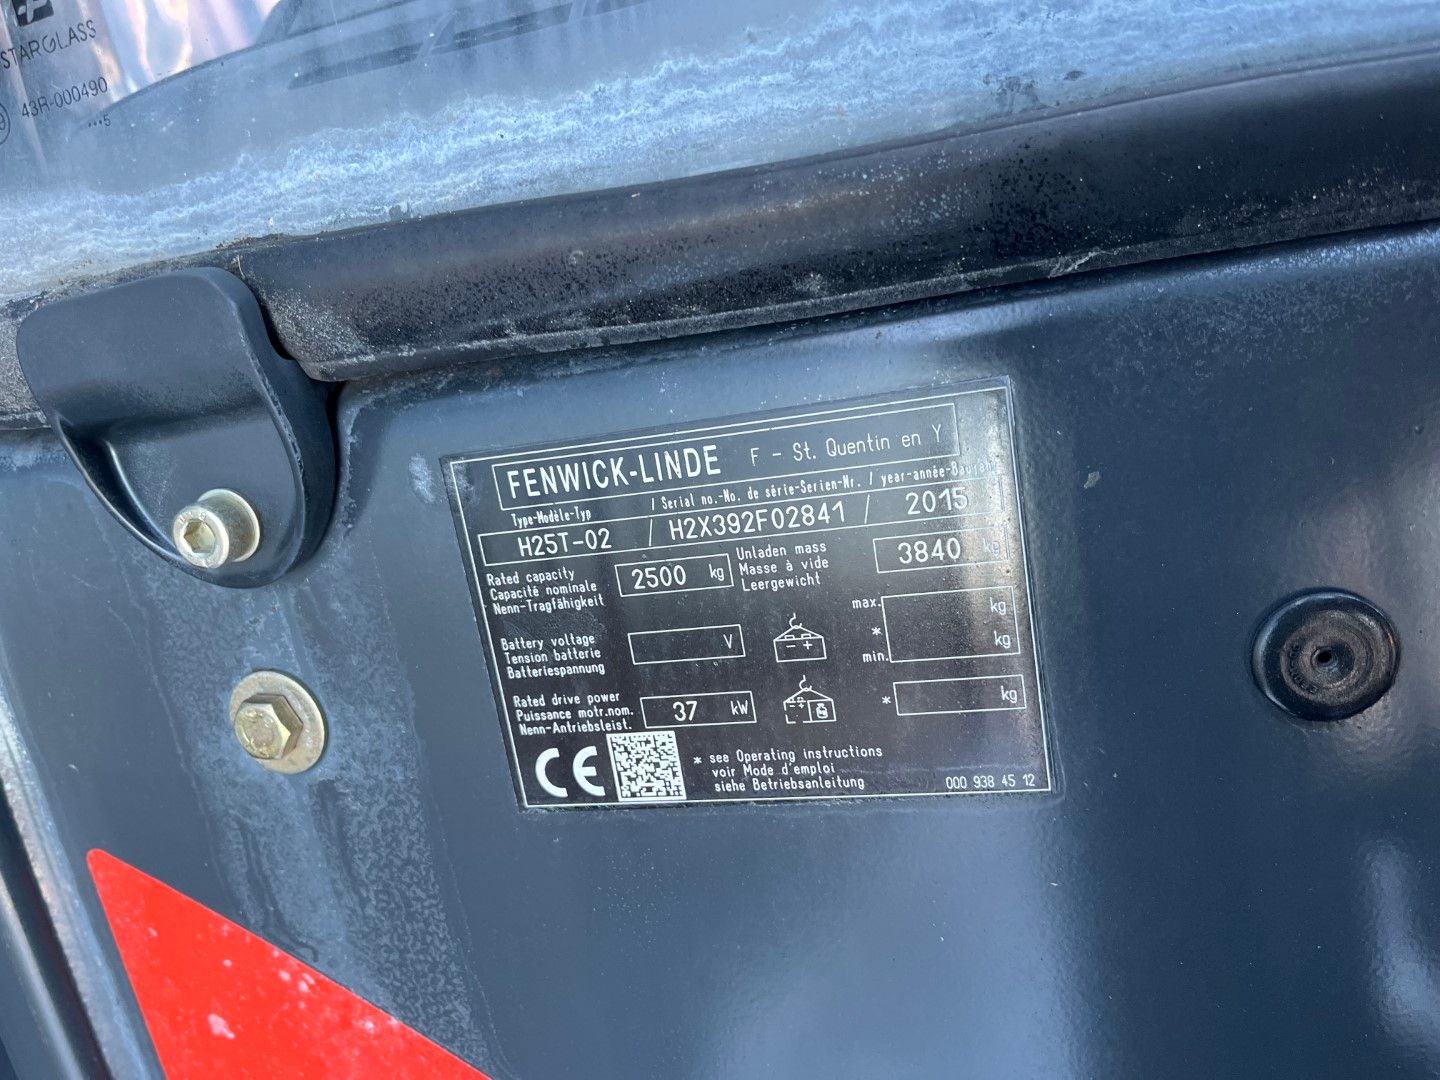 STARGLASS
43R-000490
...5
FENWICK-LINDE F - St. Quentin en Y
Type-Modèle-Typ / Serial no.-No. de série-Serien-Nr. / year-année-Baujahr
H25T-02 / H2X392F02841 / 2015
Rated capacity
Capacité nominale
Nenn-Tragfähigkeit
2500 kg
Unladen mass
Masse à vide
Leergewicht
3840 kg
Battery voltage
Tension batterie
Batteriespannung
V
- +
max. kg
*
min. kg
Rated drive power
Puissance motr.nom.
Nenn-Antriebsleist.
37 kW
- +
* kg
CE
* see Operating instructions
voir Mode d'emploi
siehe Betriebsanleitung
000 938 45 12